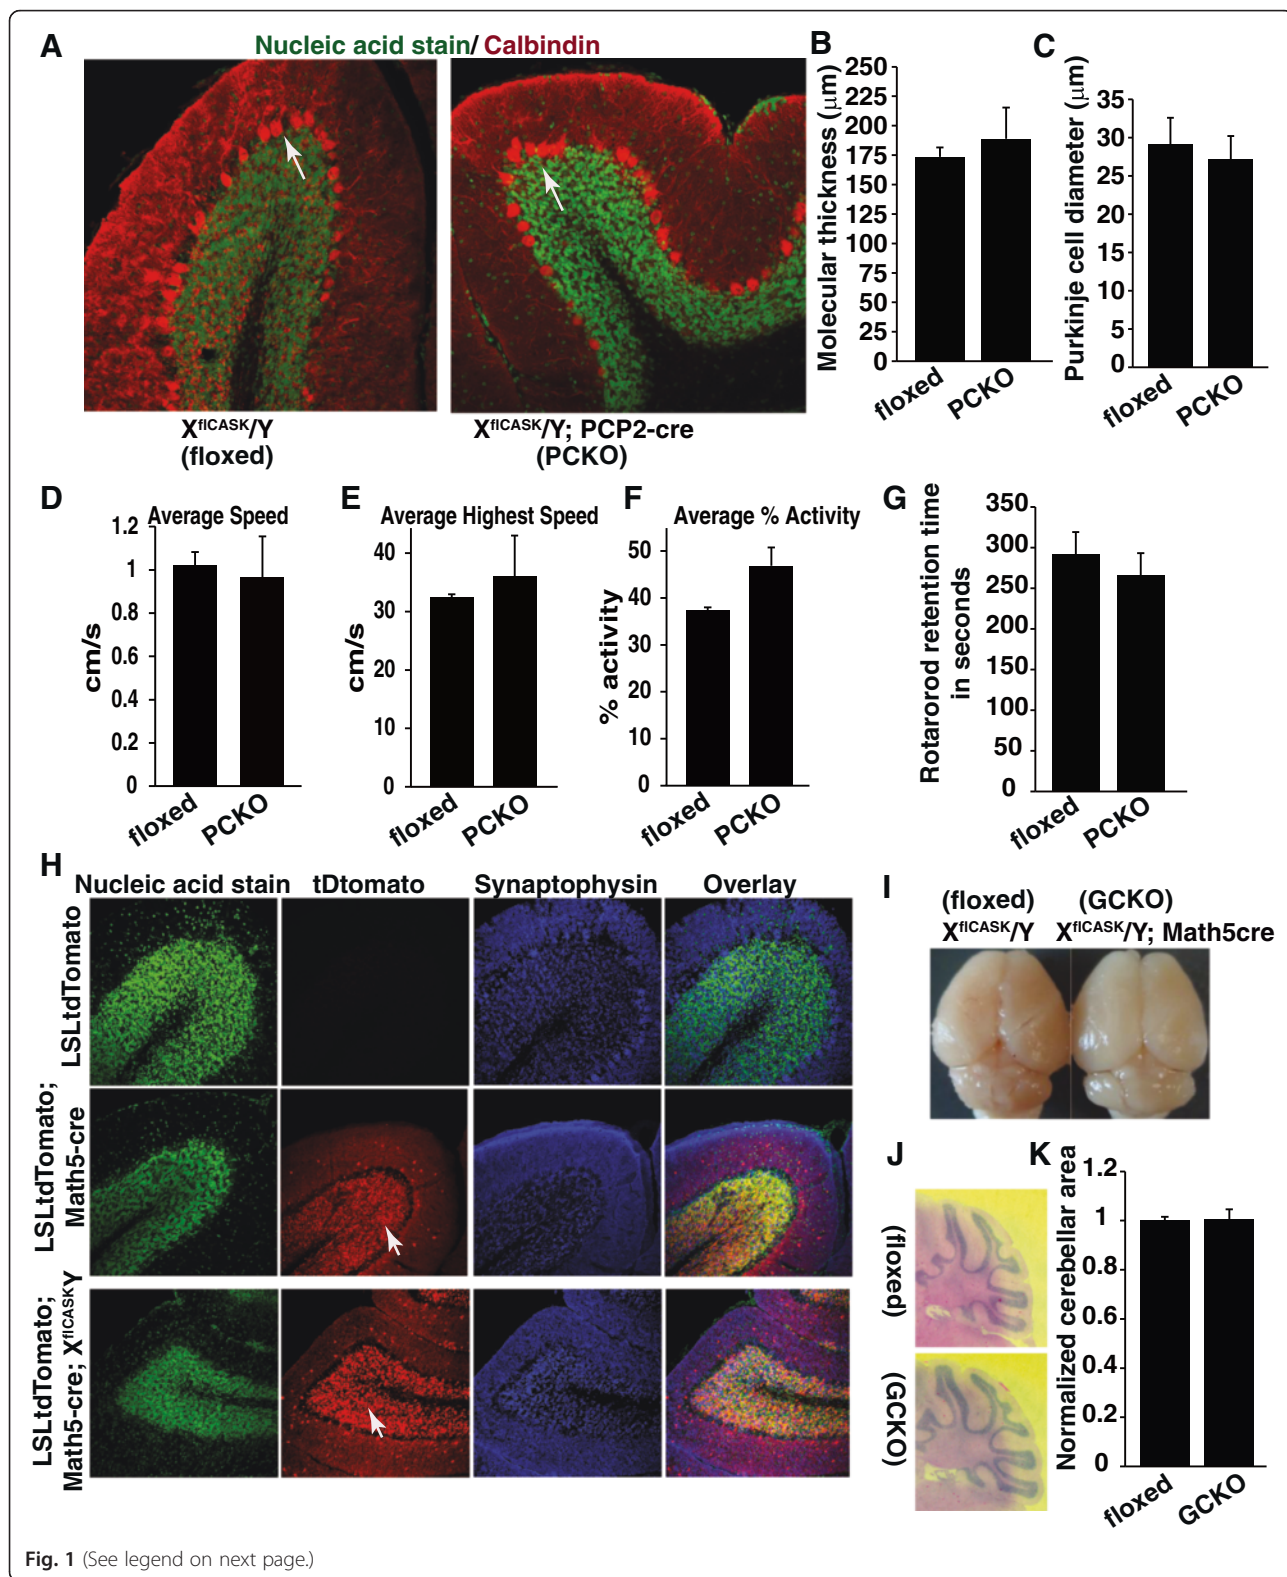 A
Nucleic acid stain/ Calbindin
X^flCASK/Y
(floxed)
X^flCASK/Y; PCP2-cre
(PCKO)
B
Molecular thickness (µm)
250
225
200
175
150
125
100
75
50
25
0
floxed
PCKO
C
Purkinje cell diameter (µm)
35
30
25
20
15
10
5
0
floxed
PCKO
D
Average Speed
cm/s
1.2
1
0.8
0.6
0.4
0.2
0
floxed
PCKO
E
Average Highest Speed
cm/s
40
30
20
10
0
floxed
PCKO
F
Average % Activity
% activity
50
40
30
20
10
0
floxed
PCKO
G
Rotarorod retention time
in seconds
350
300
250
200
150
100
50
0
floxed
PCKO
H
Nucleic acid stain
tDtomato
Synaptophysin
Overlay
LSLtdTomato
LSLtdTomato;
Math5-cre
LSLtdTomato;
Math5-cre; X^flCASKY
I
(floxed)
X^flCASK/Y
(GCKO)
X^flCASK/Y; Math5cre
J
(floxed)
(GCKO)
K
Normalized cerebellar area
1.2
1
0.8
0.6
0.4
0.2
0
floxed
GCKO
Fig. 1 (See legend on next page.)